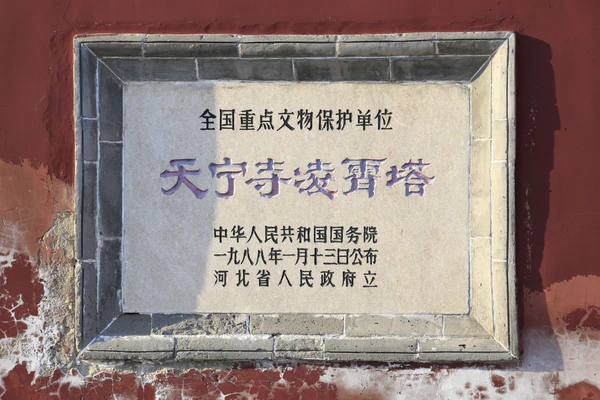 全国重点文物保护单位
天宁寺凌霄塔
中华人民共和国国务院
一九八八年一月十三日公布
河北省人民政府立